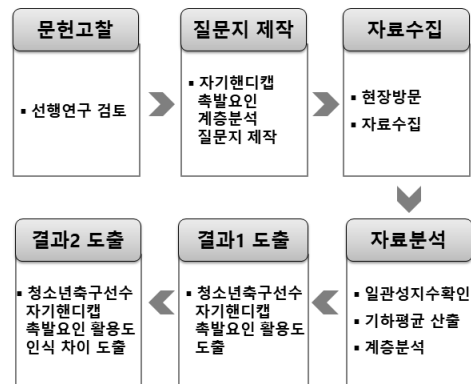 문헌고찰
▪ 선행연구 검토
질문지 제작
▪ 자기핸디캡
촉발요인
계층분석
질문지 제작
자료수집
▪ 현장방문
▪ 자료수집
자료분석
▪ 일관성지수확인
▪ 기하평균 산출
▪ 계층분석
결과1 도출
▪ 청소년축구선수
자기핸디캡
촉발요인 활용도
도출
결과2 도출
▪ 청소년축구선수
자기핸디캡
촉발요인 활용도
인식 차이 도출